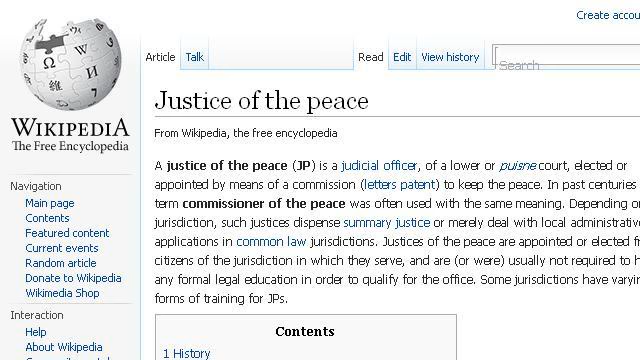 Create accou
WIKIPEDIA
The Free Encyclopedia
Article Talk Read Edit View history Search
Justice of the peace
From Wikipedia, the free encyclopedia
A justice of the peace (JP) is a judicial officer, of a lower or puisne court, elected or
appointed by means of a commission (letters patent) to keep the peace. In past centuries
term commissioner of the peace was often used with the same meaning. Depending on
jurisdiction, such justices dispense summary justice or merely deal with local administrative
applications in common law jurisdictions. Justices of the peace are appointed or elected fr
citizens of the jurisdiction in which they serve, and are (or were) usually not required to h
any formal legal education in order to qualify for the office. Some jurisdictions have varyin
forms of training for JPs.
Contents
1 History
Navigation
Main page
Contents
Featured content
Current events
Random article
Donate to Wikipedia
Wikimedia Shop
Interaction
Help
About Wikipedia